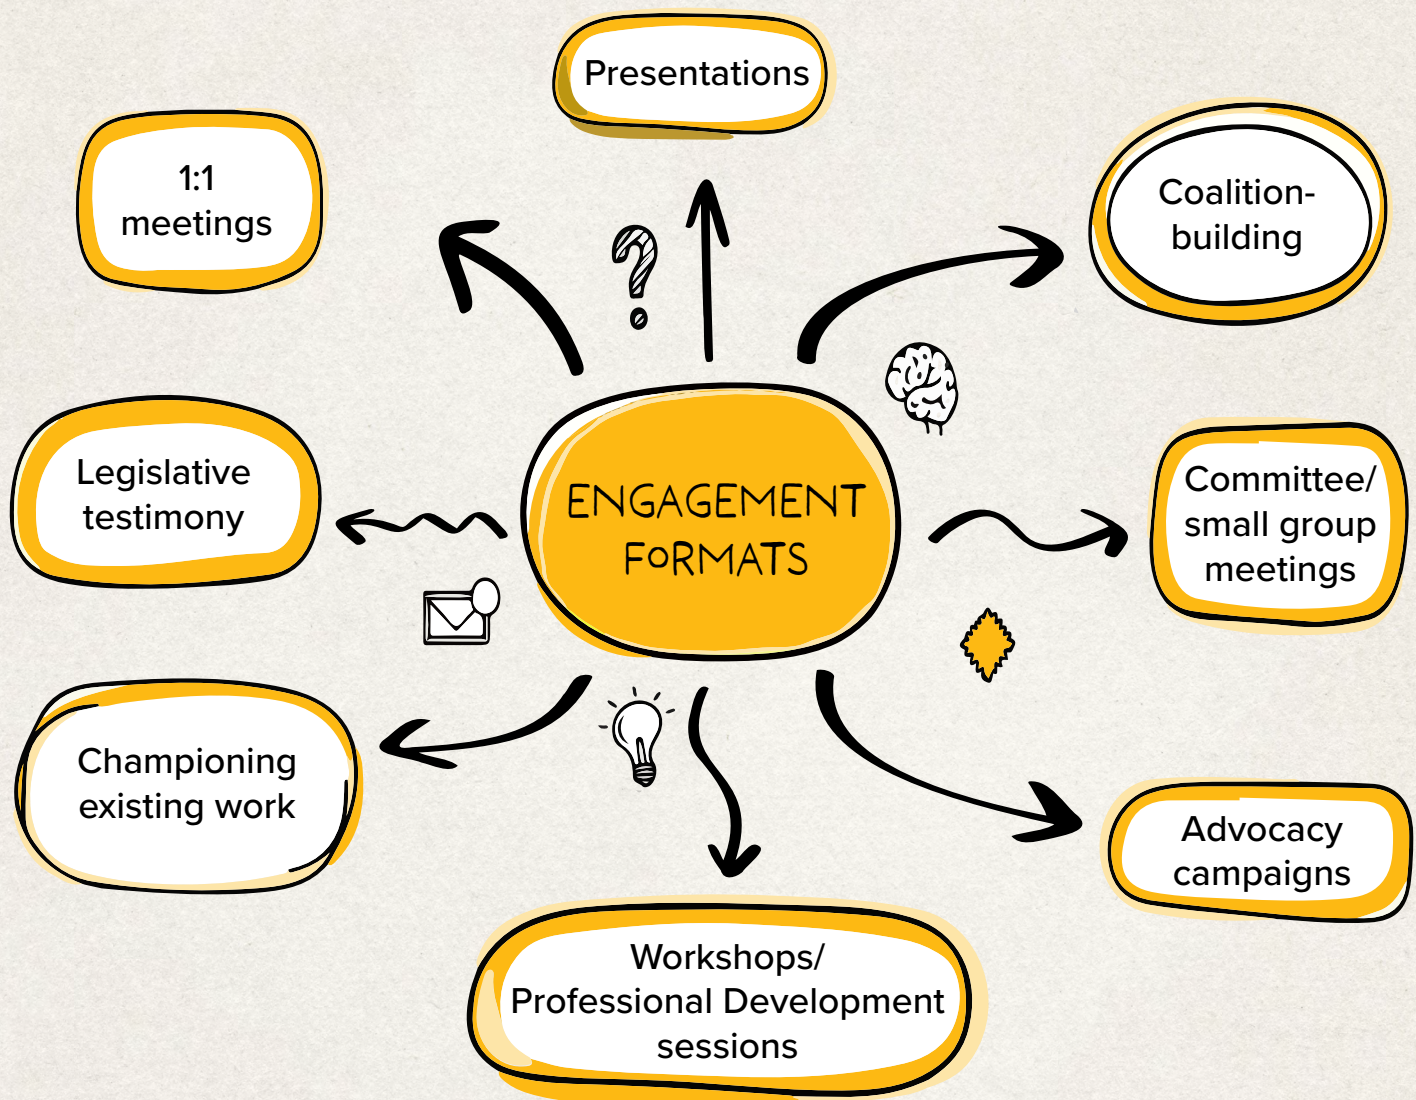 Presentations
1:1
meetings
Coalition-
building
Legislative
testimony
ENGAGEMENT
FORMATS
Committee/
small group
meetings
Championing
existing work
Advocacy
campaigns
Workshops/
Professional Development
sessions